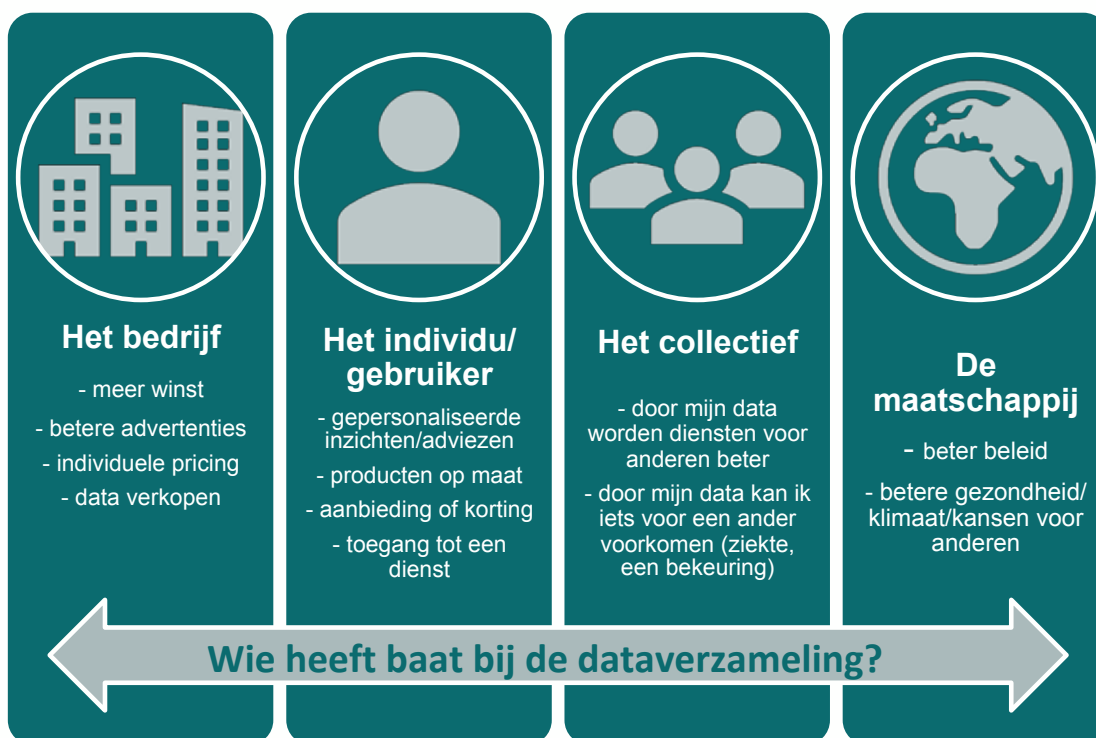 Het bedrijf
- meer winst
- betere advertenties
- individuele pricing
- data verkopen
Het individu/
gebruiker
- gepersonaliseerde
inzichten/adviezen
- producten op maat
- aanbieding of korting
- toegang tot een
dienst
Het collectief
- door mijn data
worden diensten voor
anderen beter
- door mijn data kan ik
iets voor een ander
voorkomen (ziekte,
een bekeuring)
De
maatschappij
- beter beleid
- betere gezondheid/
klimaat/kansen voor
anderen
Wie heeft baat bij de dataverzameling?